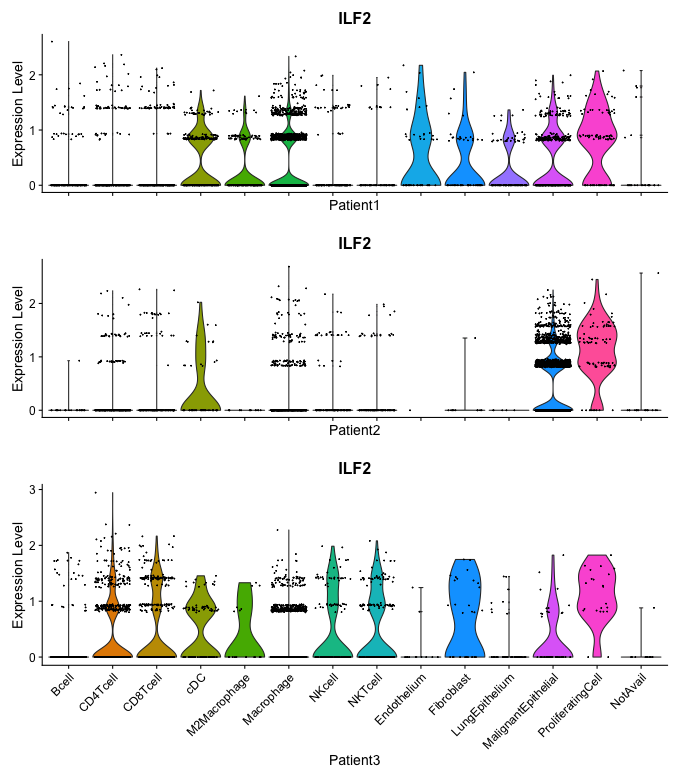 ILF2
Expression Level
2
1
0
Patient1
ILF2
Expression Level
2
1
0
Patient2
ILF2
Expression Level
3
2
1
0
Bcell
CD4Tcell
CD8Tcell
cDC
M2Macrophage
Macrophage
NKcell
NKTcell
Endothelium
Fibroblast
LungEpithelium
MalignantEpithelial
ProliferatingCell
NotAvail
Patient3